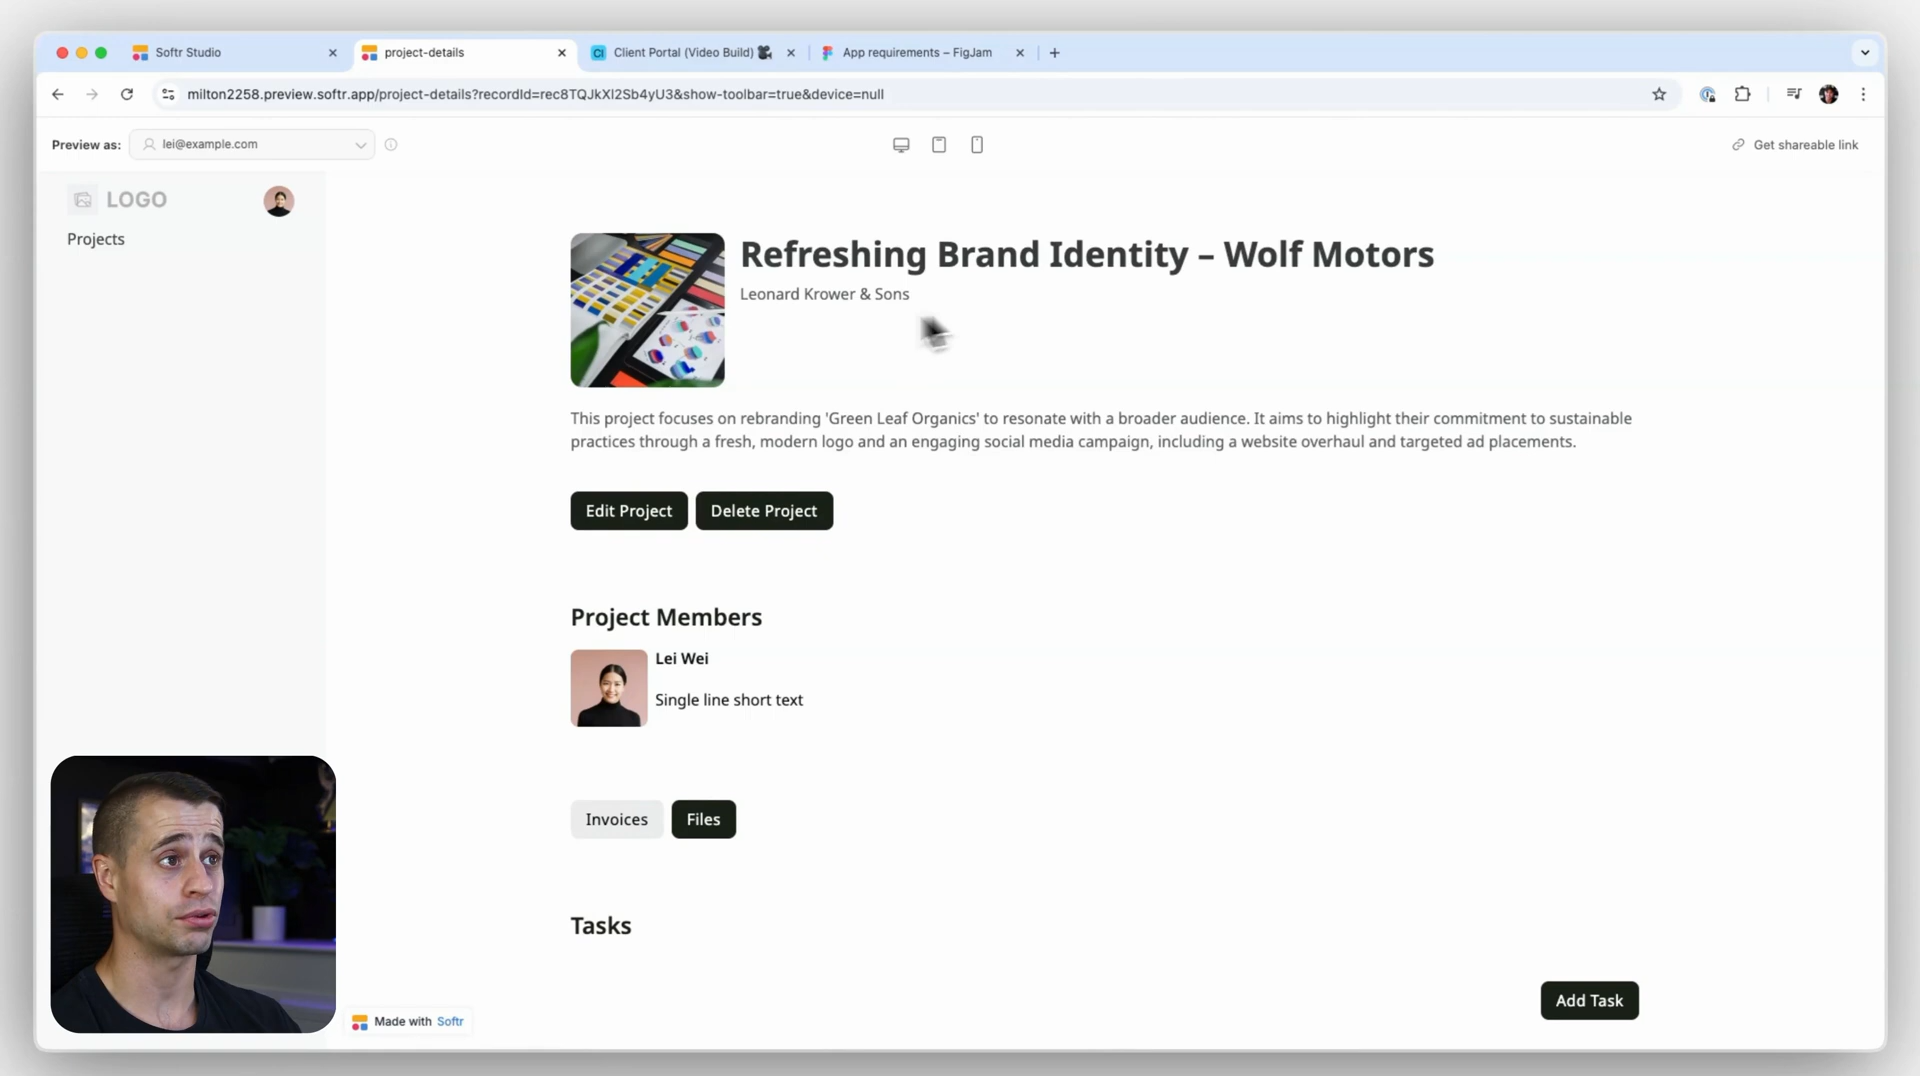 Softr Studio
project-details
Client Portal (Video Build)
App requirements – FigJam
milton2258.preview.softr.app/project-details?recordId=rec8TQJkXl2Sb4yU3&show-toolbar=true&device=null
Preview as:
lei@example.com
Get shareable link
LOGO
Projects
Refreshing Brand Identity – Wolf Motors
Leonard Krower & Sons
This project focuses on rebranding 'Green Leaf Organics' to resonate with a broader audience. It aims to highlight their commitment to sustainable
practices through a fresh, modern logo and an engaging social media campaign, including a website overhaul and targeted ad placements.
Edit Project
Delete Project
Project Members
Lei Wei
Single line short text
Invoices
Files
Tasks
Add Task
Made with Softr